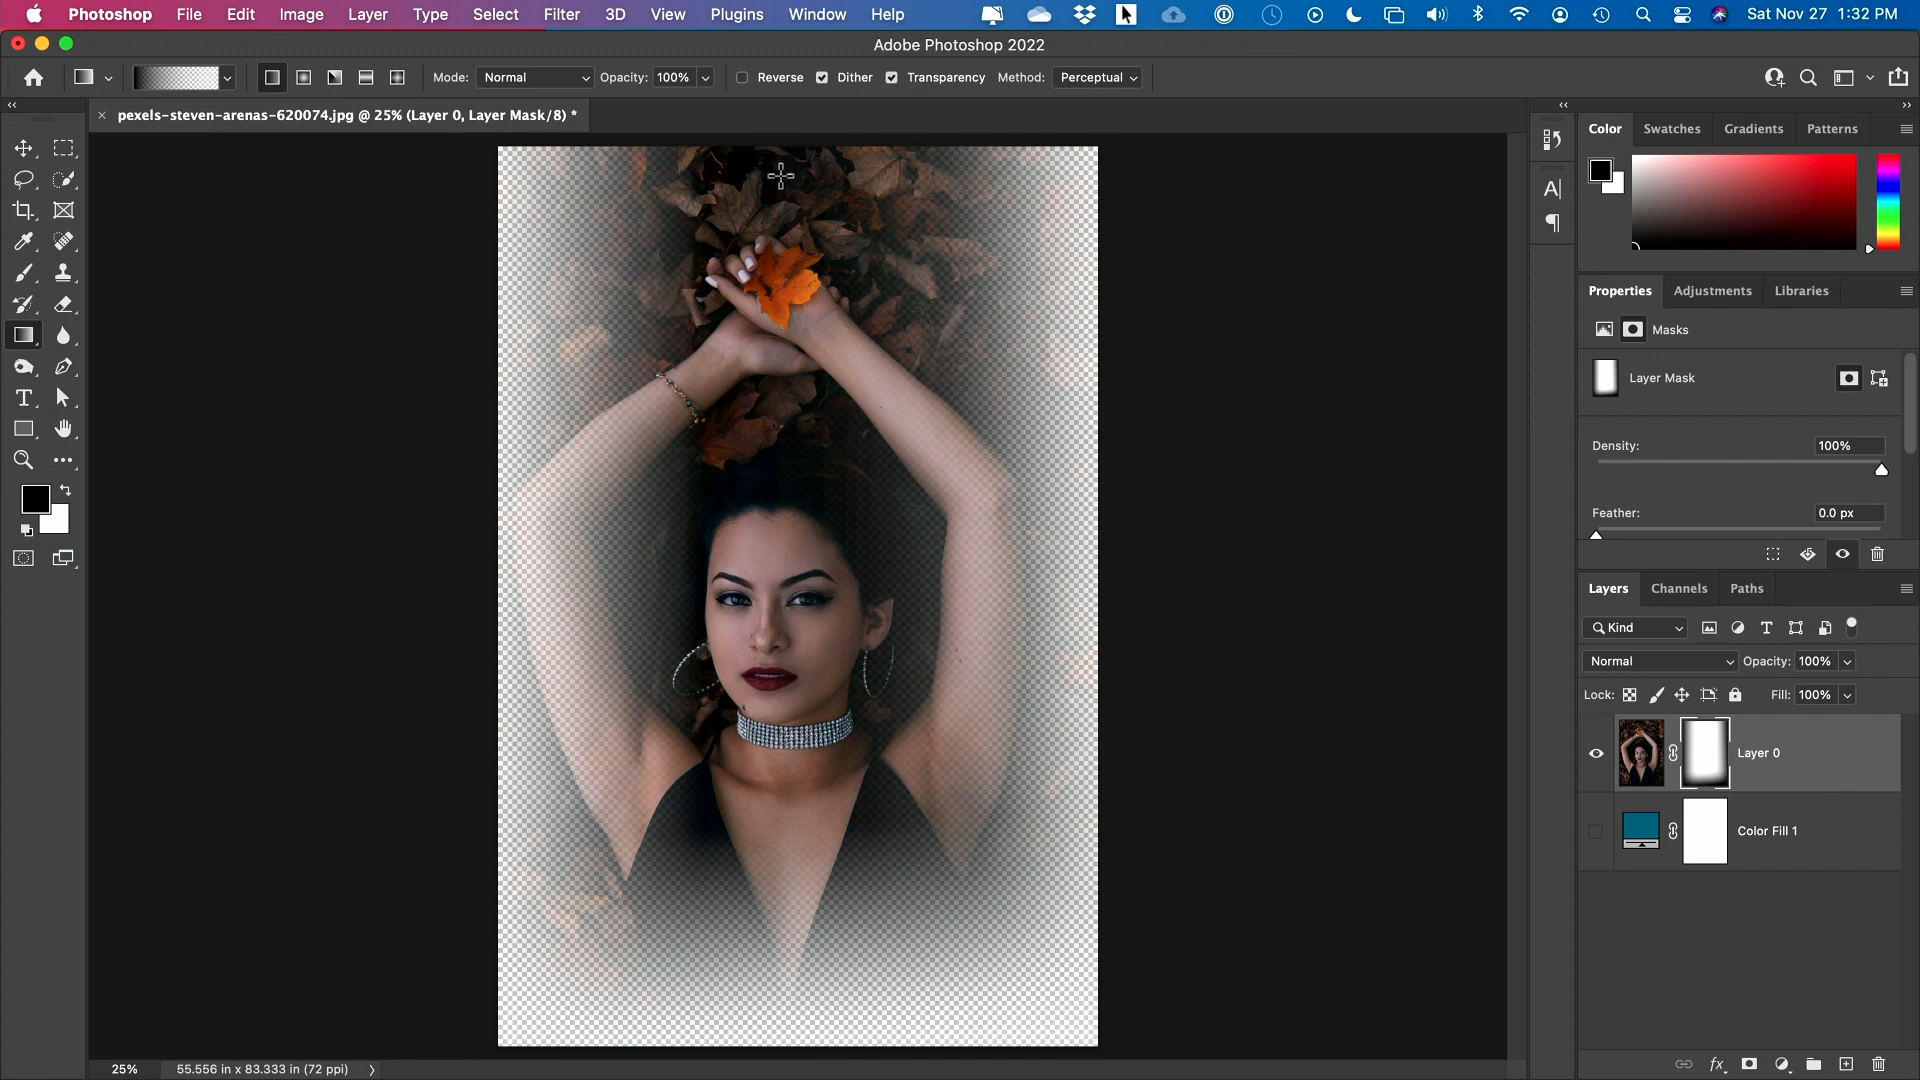 Photoshop File Edit Image Layer Type Select Filter 3D View Plugins Window Help Sat Nov 27 1:32 PM
Adobe Photoshop 2022
Mode: Normal Opacity: 100% Reverse Dither Transparency Method: Perceptual
pexels-steven-arenas-620074.jpg @ 25% (Layer 0, Layer Mask/8) *
Color Swatches Gradients Patterns
Properties Adjustments Libraries
Masks
Layer Mask
Density: 100%
Feather: 0.0 px
Layers Channels Paths
Kind
Normal Opacity: 100%
Lock: Fill: 100%
Layer 0
Color Fill 1
fx
25% 55.556 in x 83.333 in (72 ppi)